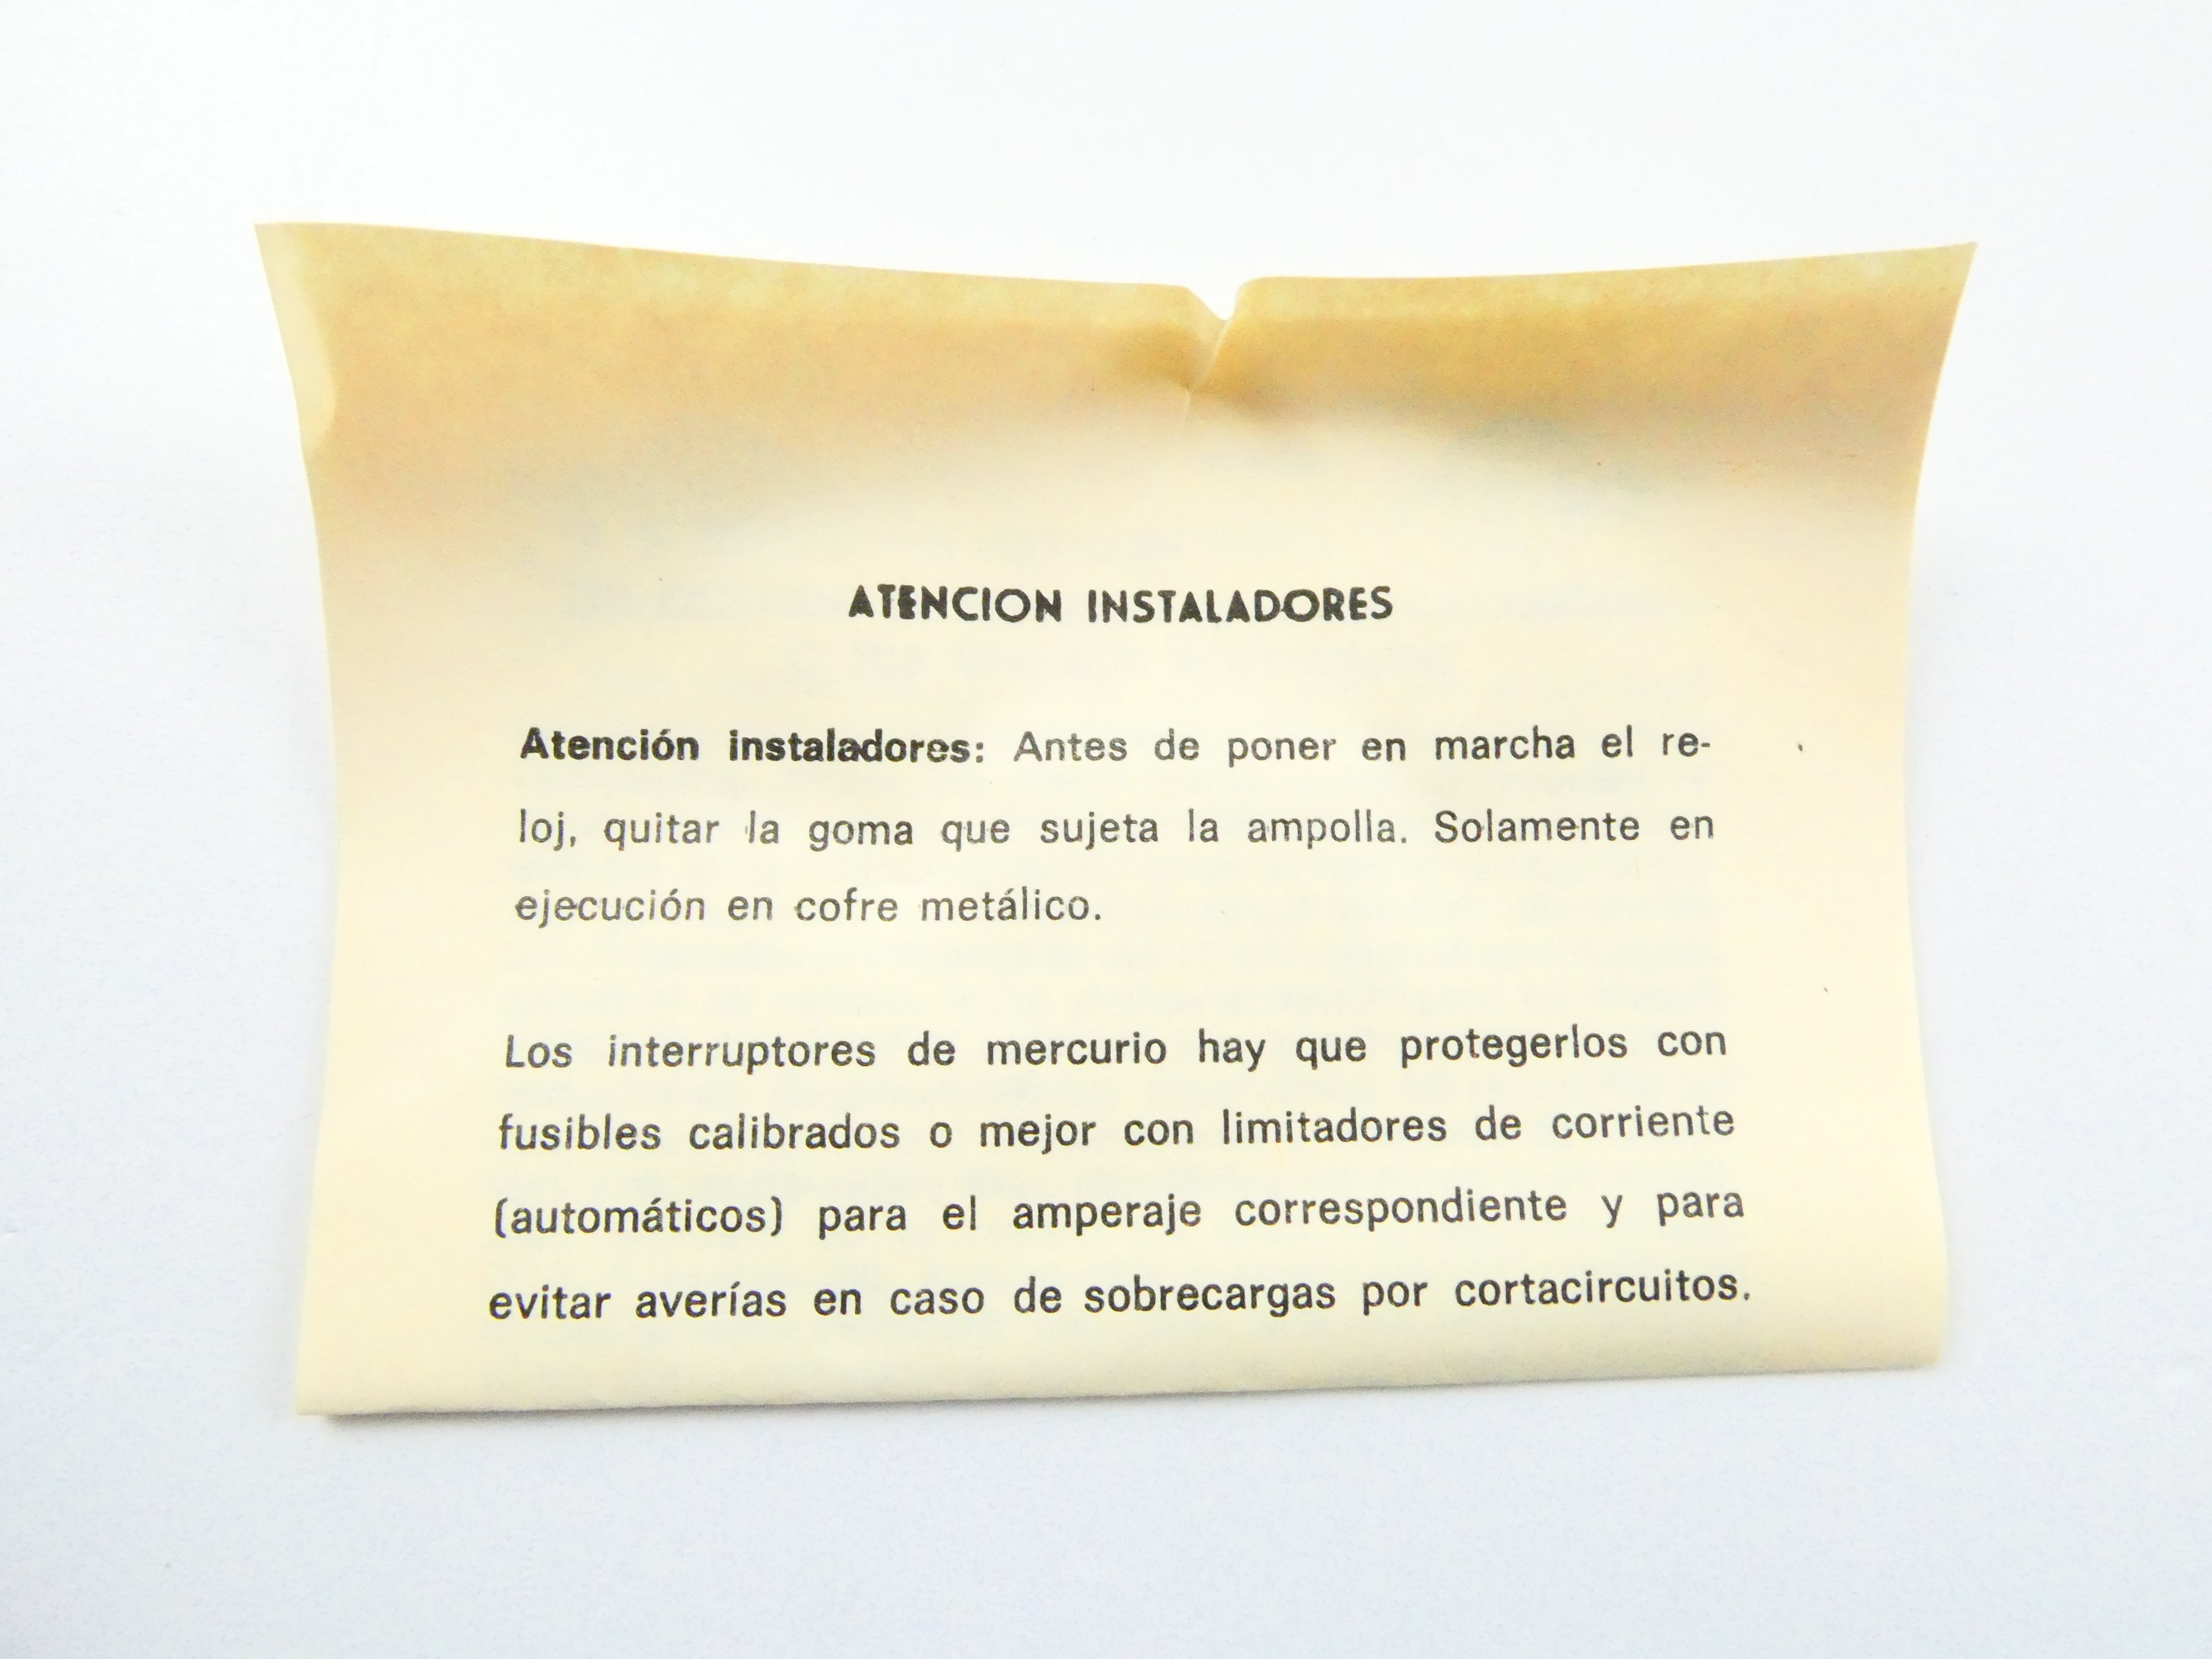 ATENCION INSTALADORES
Atención instaladores: Antes de poner en marcha el re-
loj, quitar la goma que sujeta la ampolla. Solamente en
ejecución en cofre metálico.
Los interruptores de mercurio hay que protegerlos con
fusibles calibrados o mejor con limitadores de corriente
(automáticos) para el amperaje correspondiente y para
evitar averías en caso de sobrecargas por cortacircuitos.